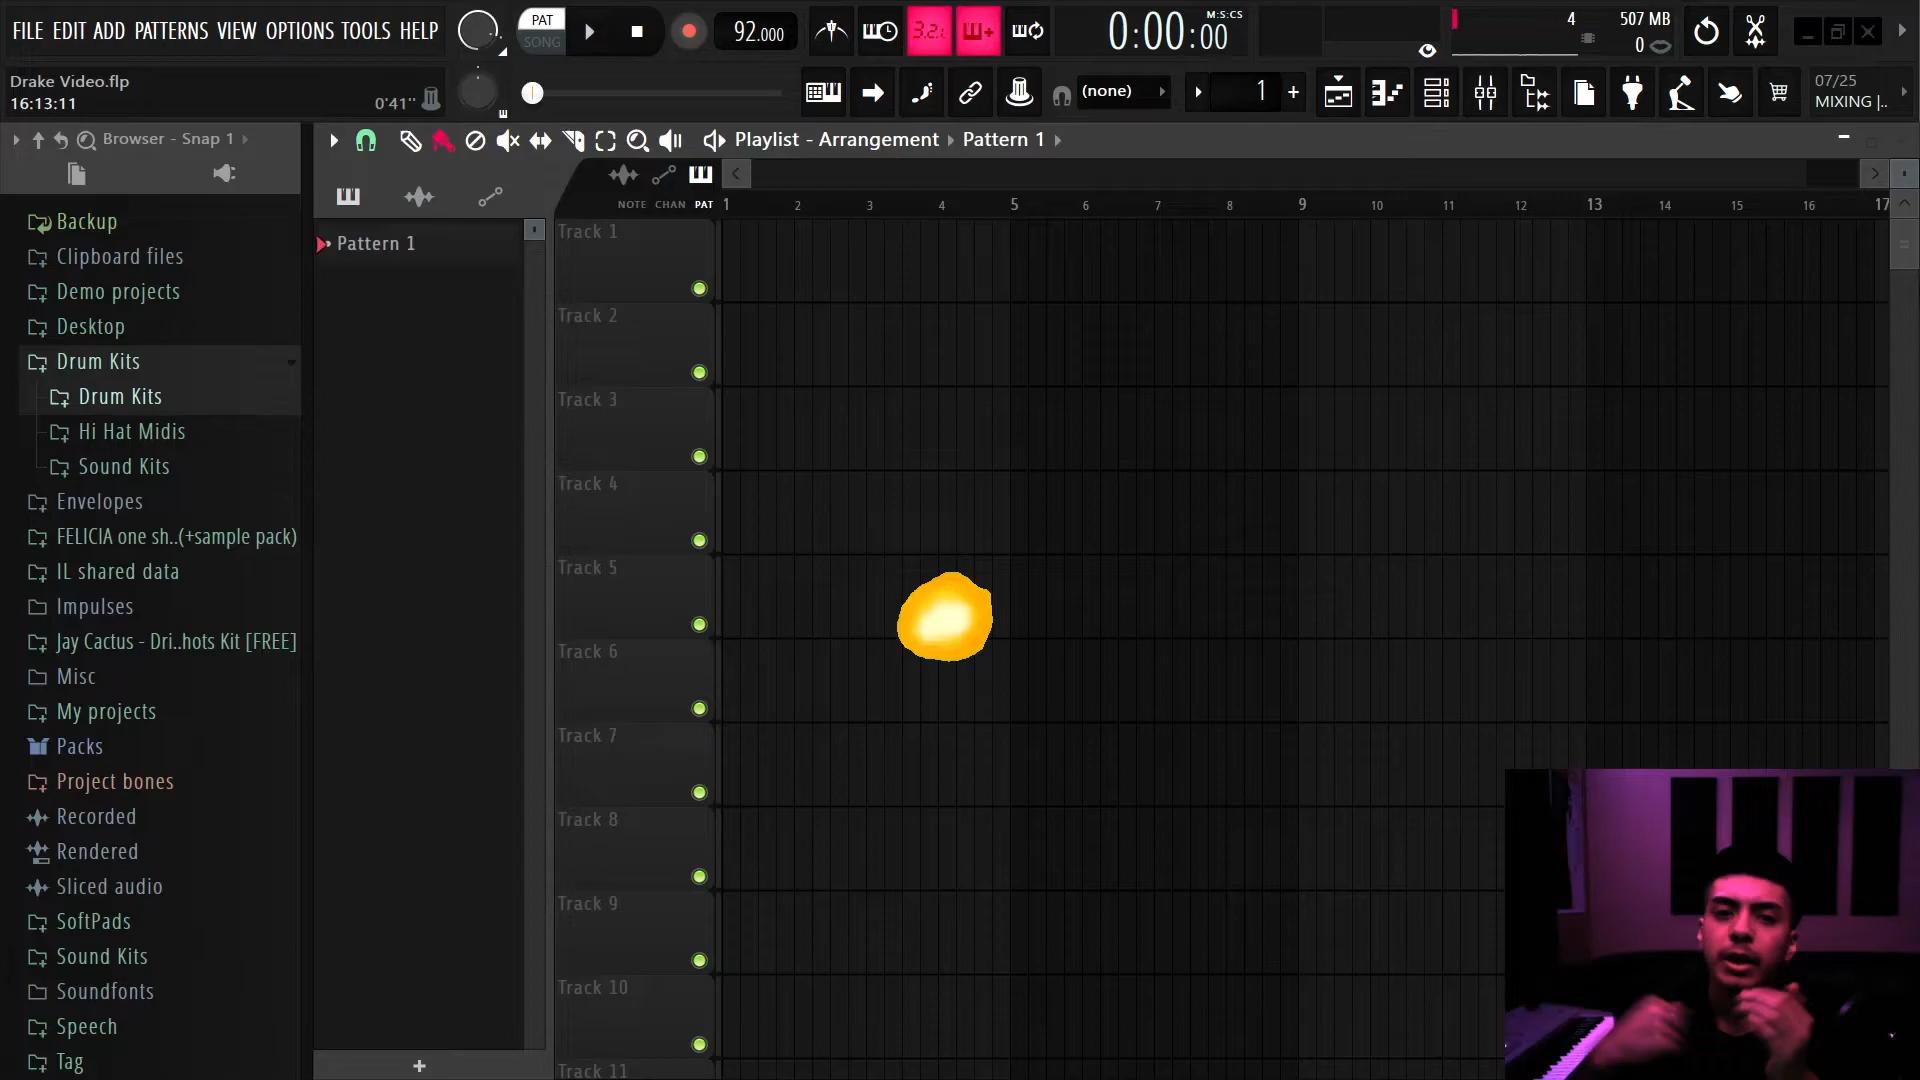 FILE EDIT ADD PATTERNS VIEW OPTIONS TOOLS HELP
PAT
SONG
92.000
3.2.
0:00:00
M:S:CS
4
507 MB
0
Drake Video.flp
16:13:11
0'41''
(none)
1
07/25
MIXING |..
Browser - Snap 1
Playlist - Arrangement
Pattern 1
NOTE CHAN PAT
1 2 3 4 5 6 7 8 9 10 11 12 13 14 15 16 17
Backup
Clipboard files
Demo projects
Desktop
Drum Kits
Drum Kits
Hi Hat Midis
Sound Kits
Envelopes
FELICIA one sh..(+sample pack)
IL shared data
Impulses
Jay Cactus - Dri..hots Kit [FREE]
Misc
My projects
Packs
Project bones
Recorded
Rendered
Sliced audio
SoftPads
Sound Kits
Soundfonts
Speech
Tag
Pattern 1
Track 1
Track 2
Track 3
Track 4
Track 5
Track 6
Track 7
Track 8
Track 9
Track 10
Track 11